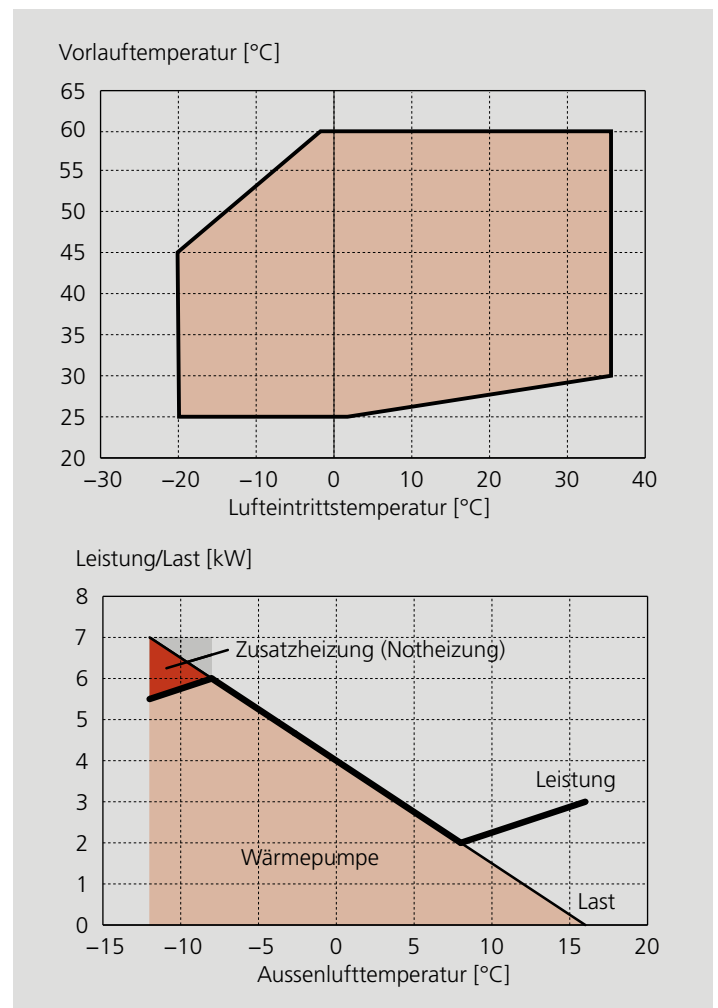 Vorlauftemperatur [°C]
65
60
55
50
45
40
35
30
25
20
−30 −20 −10 0 10 20 30 40
Lufteintrittstemperatur [°C]
Leistung/Last [kW]
8
7
Zusatzheizung (Notheizung)
6
5
4
Leistung
3
2
Wärmepumpe
1
Last
0
−15 −10 −5 0 5 10 15 20
Aussenlufttemperatur [°C]